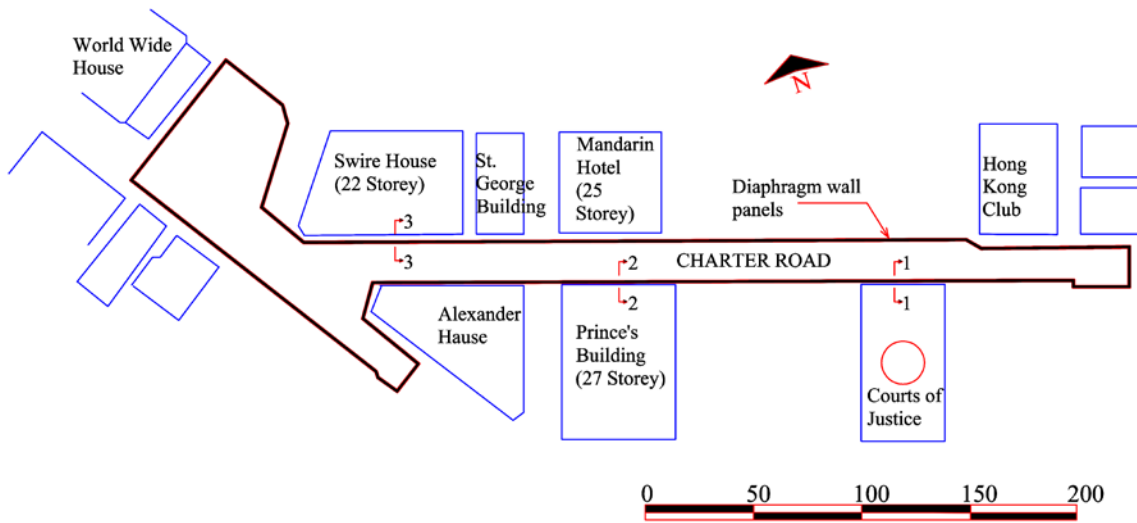 World Wide
House
Swire House
(22 Storey)
St.
George
Building
Mandarin
Hotel
(25
Storey)
N
Diaphragm wall
panels
Hong
Kong
Club
3
3
2
2
CHARTER ROAD
1
1
Alexander
Hause
Prince's
Building
(27 Storey)
Courts of
Justice
0 50 100 150 200